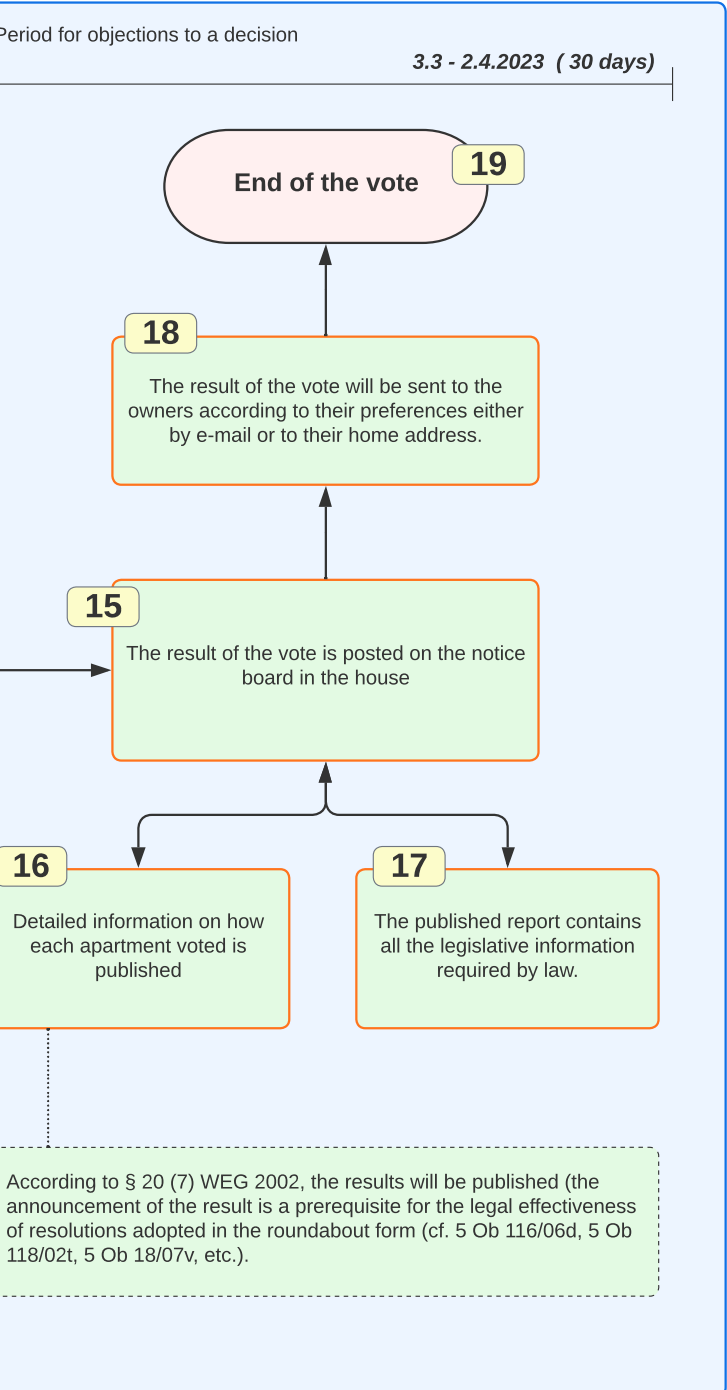 Period for objections to a decision
3.3 - 2.4.2023 ( 30 days)
End of the vote
19
18
The result of the vote will be sent to the
owners according to their preferences either
by e-mail or to their home address.
15
The result of the vote is posted on the notice
board in the house
16
Detailed information on how
each apartment voted is
published
17
The published report contains
all the legislative information
required by law.
According to § 20 (7) WEG 2002, the results will be published (the
announcement of the result is a prerequisite for the legal effectiveness
of resolutions adopted in the roundabout form (cf. 5 Ob 116/06d, 5 Ob
118/02t, 5 Ob 18/07v, etc.).